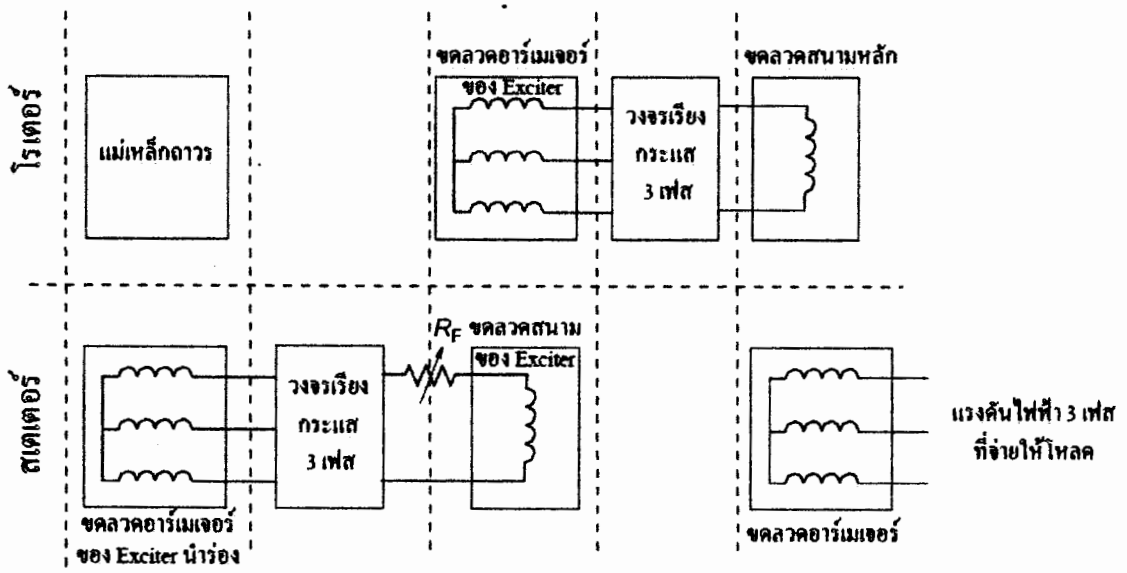 โรเตอร์
แม่เหล็กถาวร
ขดลวดอาร์เมเจอร์
ของ Exciter
วงจรเรียง
กระแส
3 เฟส
ขดลวดสนามหลัก
สเตเตอร์
ขดลวดอาร์เมเจอร์
ของ Exciter นำร่อง
วงจรเรียง
กระแส
3 เฟส
RF
ขดลวดสนาม
ของ Exciter
ขดลวดอาร์เมเจอร์
แรงดันไฟฟ้า 3 เฟส
ที่จ่ายให้โหลด